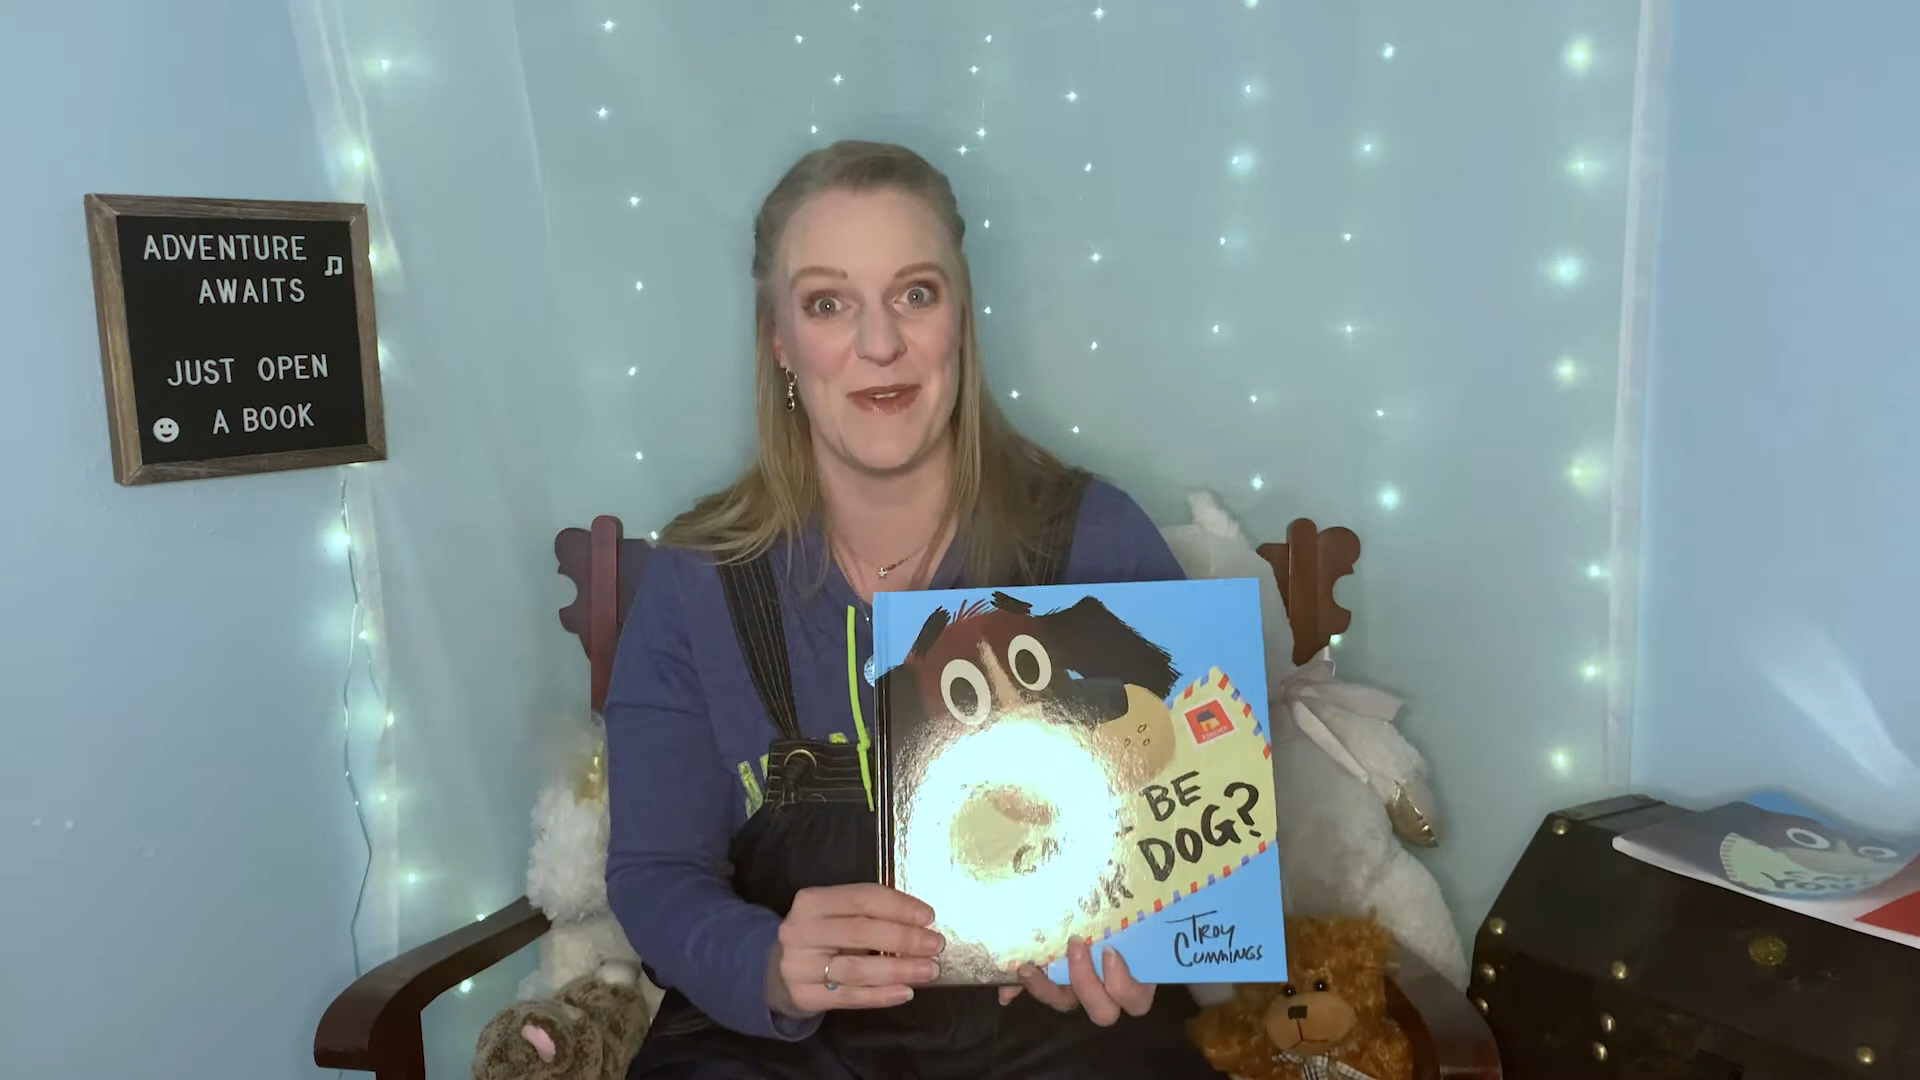 ADVENTURE
AWAITS
JUST OPEN
A BOOK
BE
DOG?
TROY
CUMMINGS